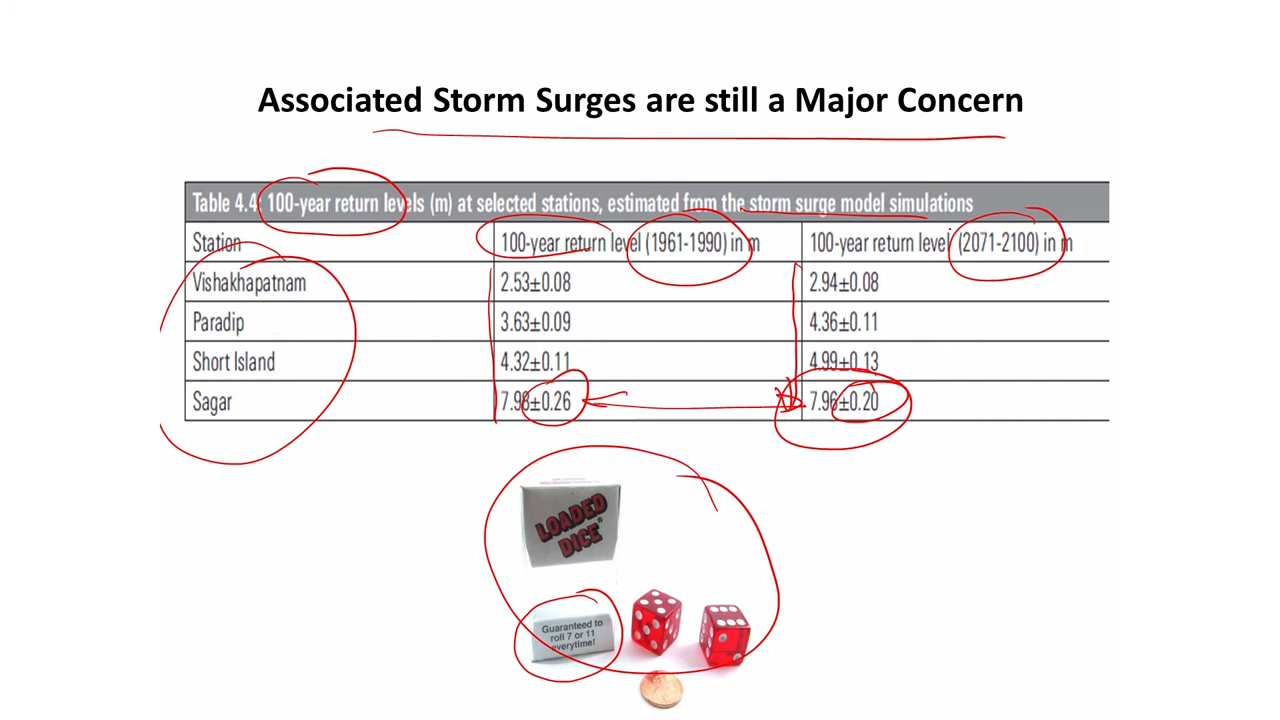 Associated Storm Surges are still a Major Concern
Table 4.4: 100-year return levels (m) at selected stations, estimated from the storm surge model simulations
Station 100-year return level (1961-1990) in m 100-year return level (2071-2100) in m
Vishakhapatnam 2.53±0.08 2.94±0.08
Paradip 3.63±0.09 4.36±0.11
Short Island 4.32±0.11 4.99±0.13
Sagar 7.98±0.26 7.96±0.20
LOADED
DICE®
Guaranteed to
roll 7 or 11
everytime!